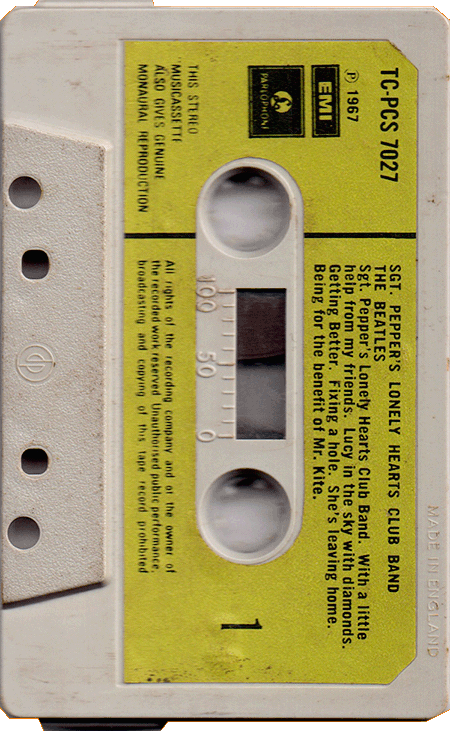 TC-PCS 7027
℗ 1967
EMI
PARLOPHONE
THIS STEREO
"MUSICASSETTE
ALSO GIVES GENUINE
MONAURAL REPRODUCTION
SGT. PEPPER'S LONELY HEARTS CLUB BAND
THE BEATLES
Sgt. Pepper's Lonely Hearts Club Band. With a little
help from my friends. Lucy in the sky with diamonds.
Getting Better. Fixing a hole. She's leaving home.
Being for the benefit of Mr. Kite.
100 50 0
All rights of the recording company and of the owner of
the recorded work reserved Unauthorised public performance,
broadcasting and copying of this tape record prohibited
1
MADE IN ENGLAND